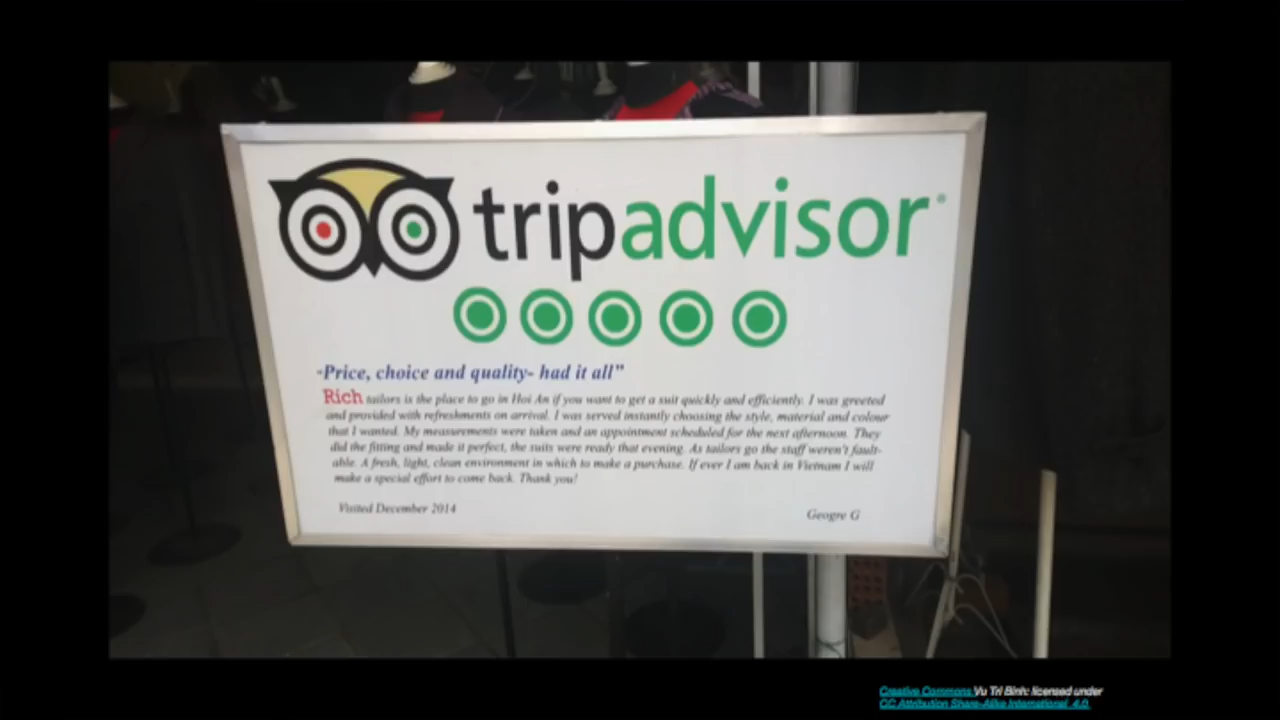 tripadvisor
-Price, choice and quality- had it all”
Rich tailors is the place to go in Hoi An if you want to get a suit quickly and efficiently. I was greeted
and provided with refreshments on arrival. I was served instantly choosing the style, material and colour
that I wanted. My measurements were taken and an appointment scheduled for the next afternoon. They
did the fitting and made it perfect, the suits were ready that evening. As tailors go the staff weren't fault-
able. A fresh, light, clean environment in which to make a purchase. If ever I am back in Vietnam I will
make a special effort to come back. Thank you!
Visited December 2014
Geogre G
Creative Commons Vu Tri Binh: licensed under
CC Attribution Share-Alike International 4.0